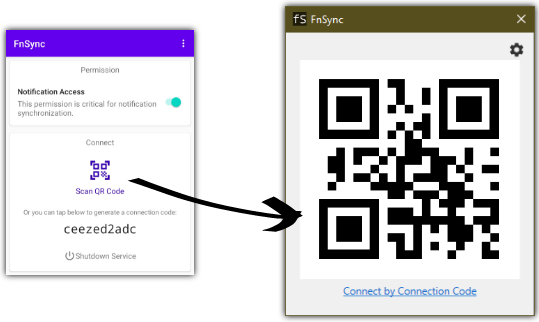 FnSync
Permission
Notification Access
This permission is critical for notification
synchronization.
Connect
Scan QR Code
Or you can tap below to generate a connection code:
ceezed2adc
Shutdown Service
fS FnSync
Connect by Connection Code